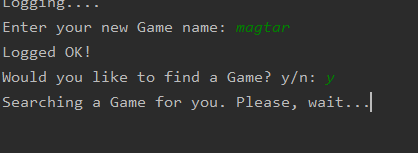 Logging....
Enter your new Game name: magtar
Logged OK!
Would you like to find a Game? y/n: y
Searching a Game for you. Please, wait...